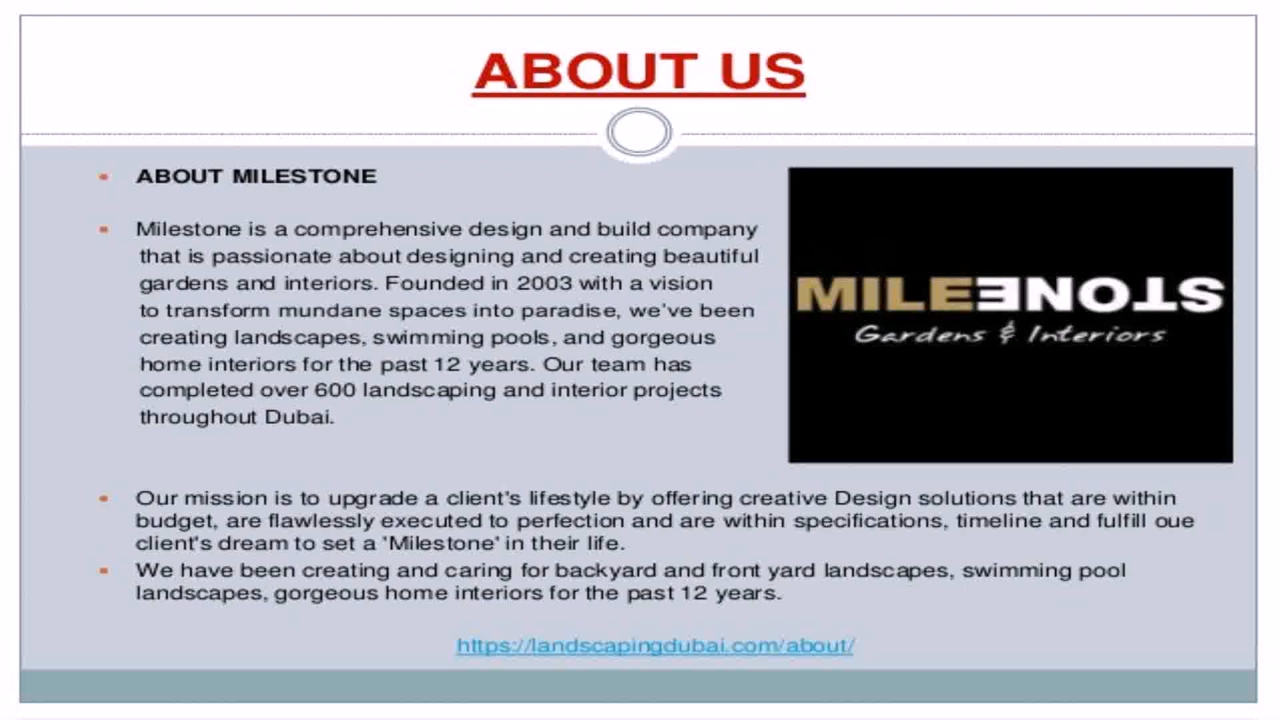 ABOUT US
ABOUT MILESTONE
Milestone is a comprehensive design and build company
that is passionate about designing and creating beautiful
gardens and interiors. Founded in 2003 with a vision
to transform mundane spaces into paradise, we've been
creating landscapes, swimming pools, and gorgeous
home interiors for the past 12 years. Our team has
completed over 600 landscaping and interior projects
throughout Dubai.
MILEENOTS
Gardens & Interiors
Our mission is to upgrade a client's lifestyle by offering creative Design solutions that are within
budget, are flawlessly executed to perfection and are within specifications, timeline and fulfill oue
client's dream to set a 'Milestone' in their life.
We have been creating and caring for backyard and front yard landscapes, swimming pool
landscapes, gorgeous home interiors for the past 12 years.
https://landscapingdubai.com/about/